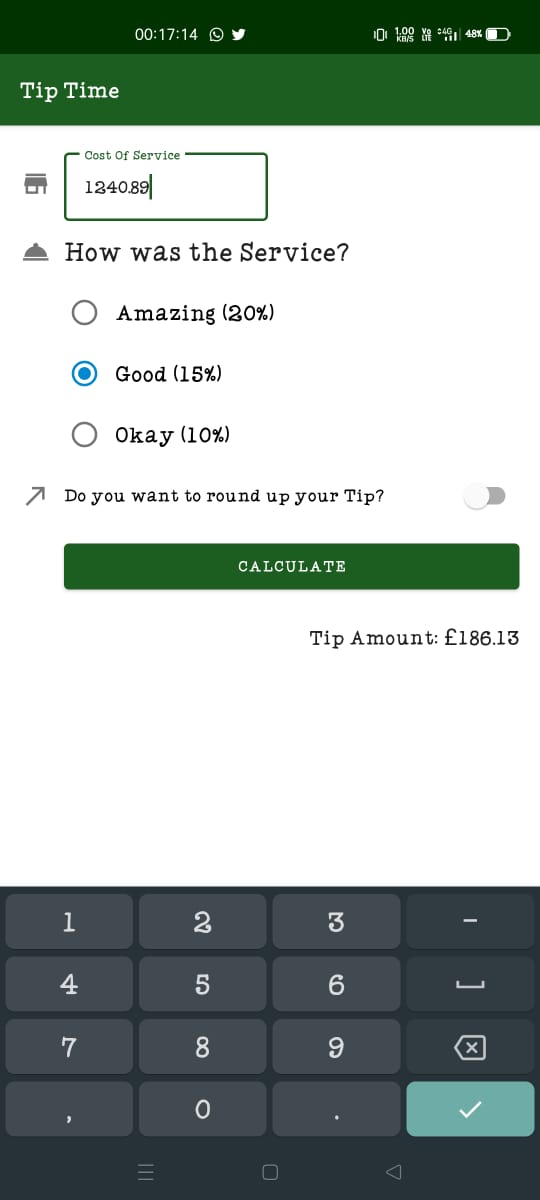 00:17:14
1.00 KB/S Vo LTE 4G 48%
Tip Time
Cost Of Service
1240.89
How was the Service?
Amazing (20%)
Good (15%)
Okay (10%)
Do you want to round up your Tip?
CALCULATE
Tip Amount: £186.13
1 2 3 -
4 5 6
7 8 9
, 0 .